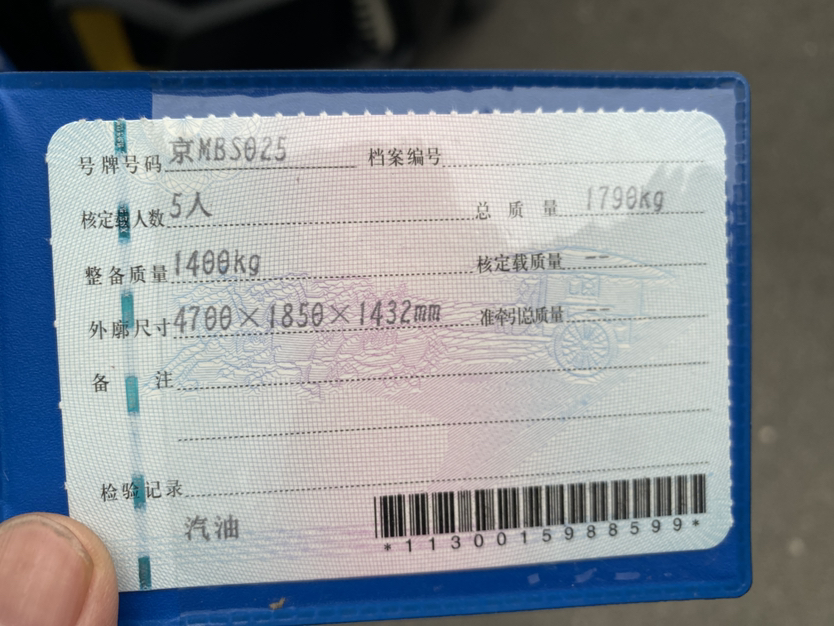 号牌号码 京MBS025 档案编号
核定载人数 5人 总质量 1790kg
整备质量 1400kg 核定载质量 --
外廓尺寸 4700×1850×1432mm 准牵引总质量 --
备注
检验记录
汽油
*1130015988599*